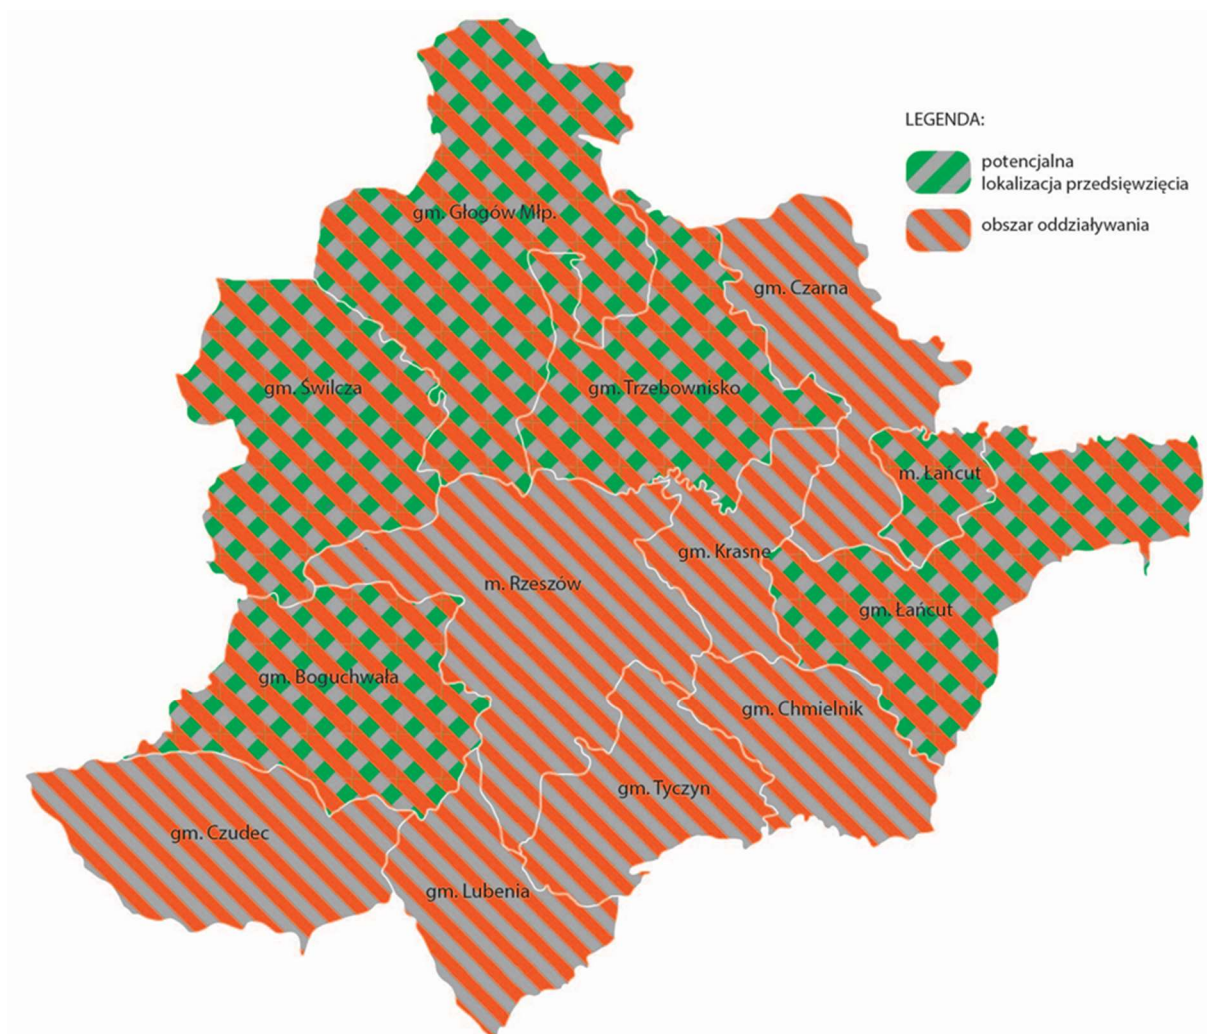 LEGENDA:
potencjalna
lokalizacja przedsięwzięcia
obszar oddziaływania
gm. Głogów Młp.
gm. Czarna
gm. Świlcza
gm. Trzebownisko
m. Łańcut
gm. Krasne
m. Rzeszów
gm. Łańcut
gm. Boguchwała
gm. Chmielnik
gm. Tyczyn
gm. Czudec
gm. Lubenia